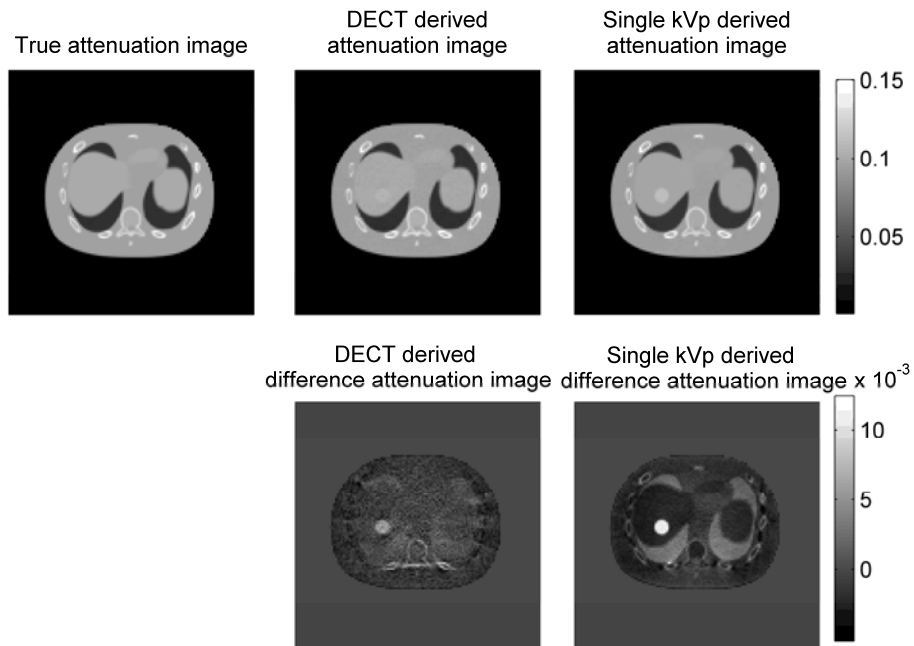 True attenuation image
DECT derived
attenuation image
Single kVp derived
attenuation image
0.15
0.1
0.05
DECT derived
difference attenuation image
Single kVp derived
difference attenuation image x 10⁻³
10
5
0